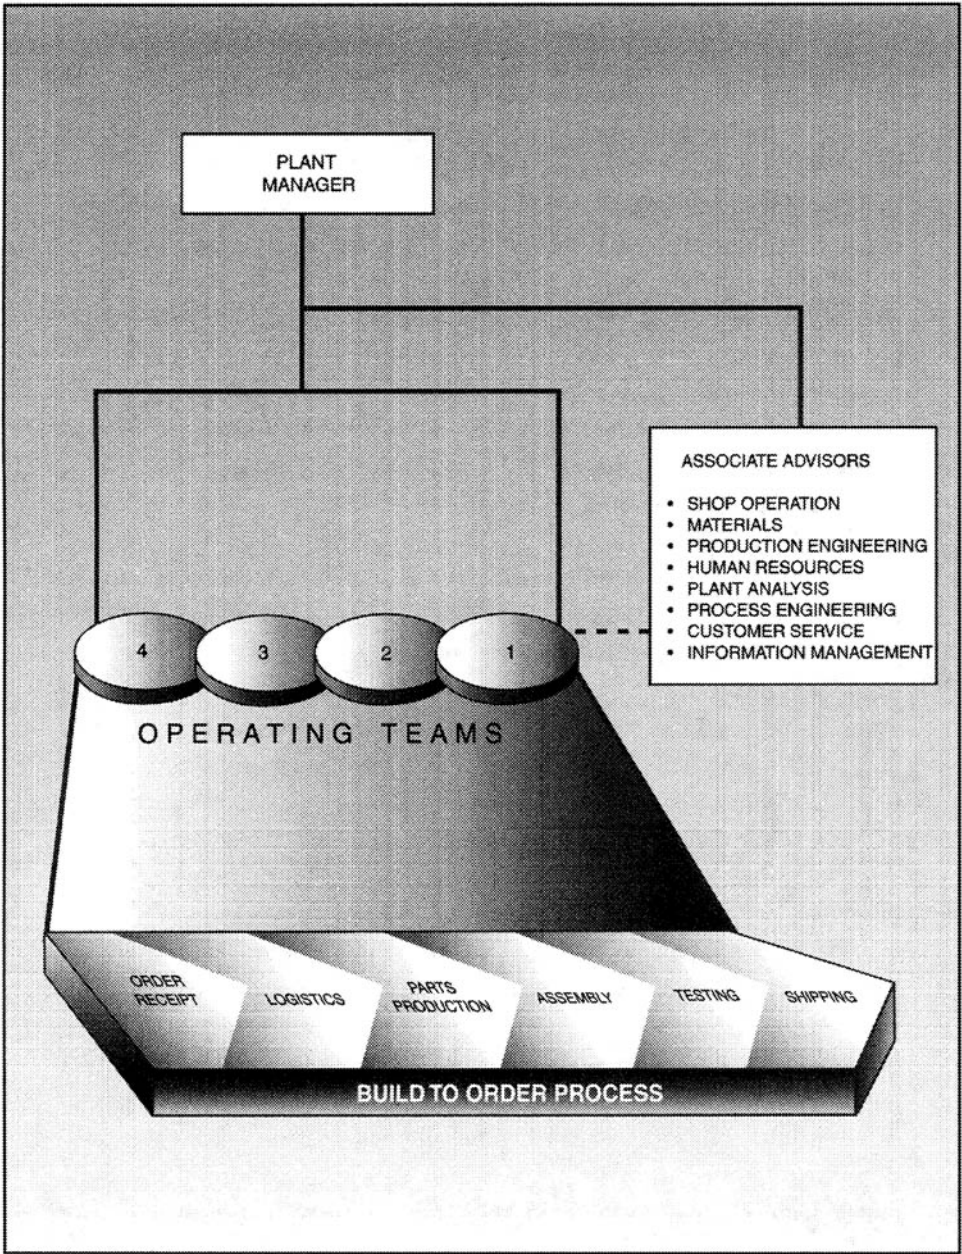 PLANT
MANAGER
ASSOCIATE ADVISORS
• SHOP OPERATION
• MATERIALS
• PRODUCTION ENGINEERING
• HUMAN RESOURCES
• PLANT ANALYSIS
• PROCESS ENGINEERING
• CUSTOMER SERVICE
• INFORMATION MANAGEMENT
4 3 2 1
OPERATING TEAMS
ORDER
RECEIPT
LOGISTICS
PARTS
PRODUCTION
ASSEMBLY
TESTING
SHIPPING
BUILD TO ORDER PROCESS